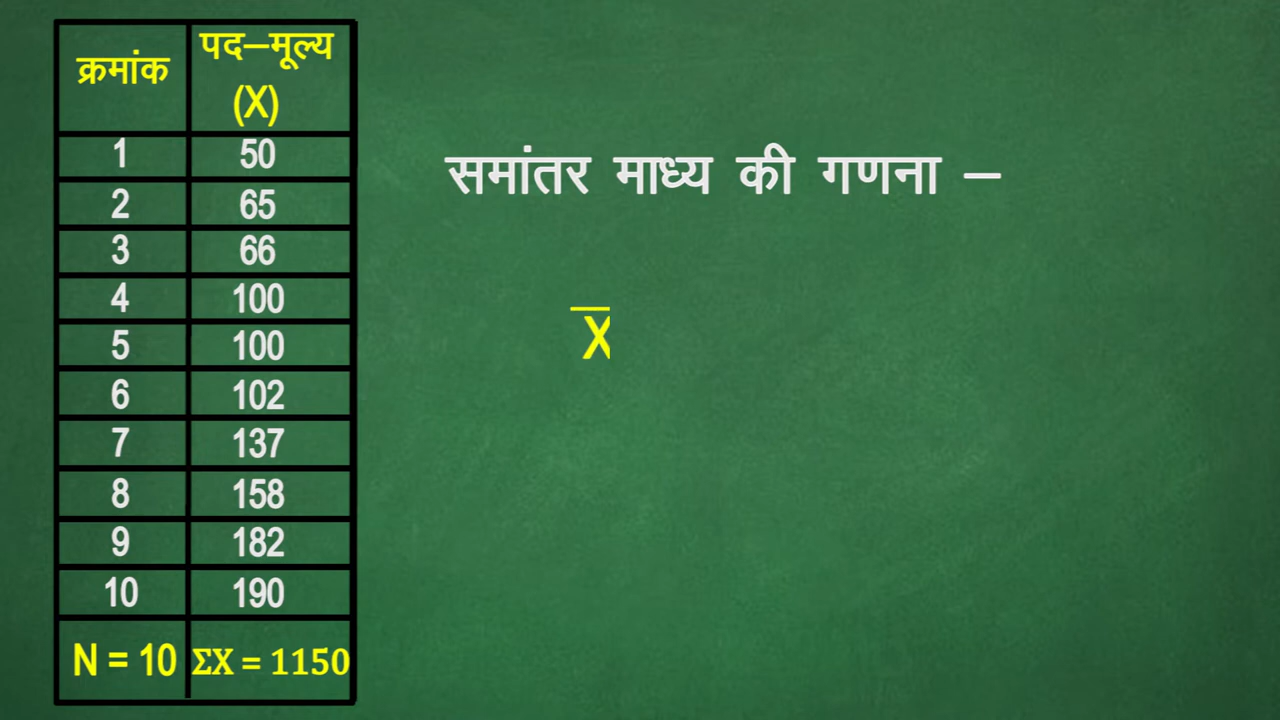 क्रमांक पद–मूल्य (X)
1 50
2 65
3 66
4 100
5 100
6 102
7 137
8 158
9 182
10 190
N = 10 ΣX = 1150
समांतर माध्य की गणना –
X̅